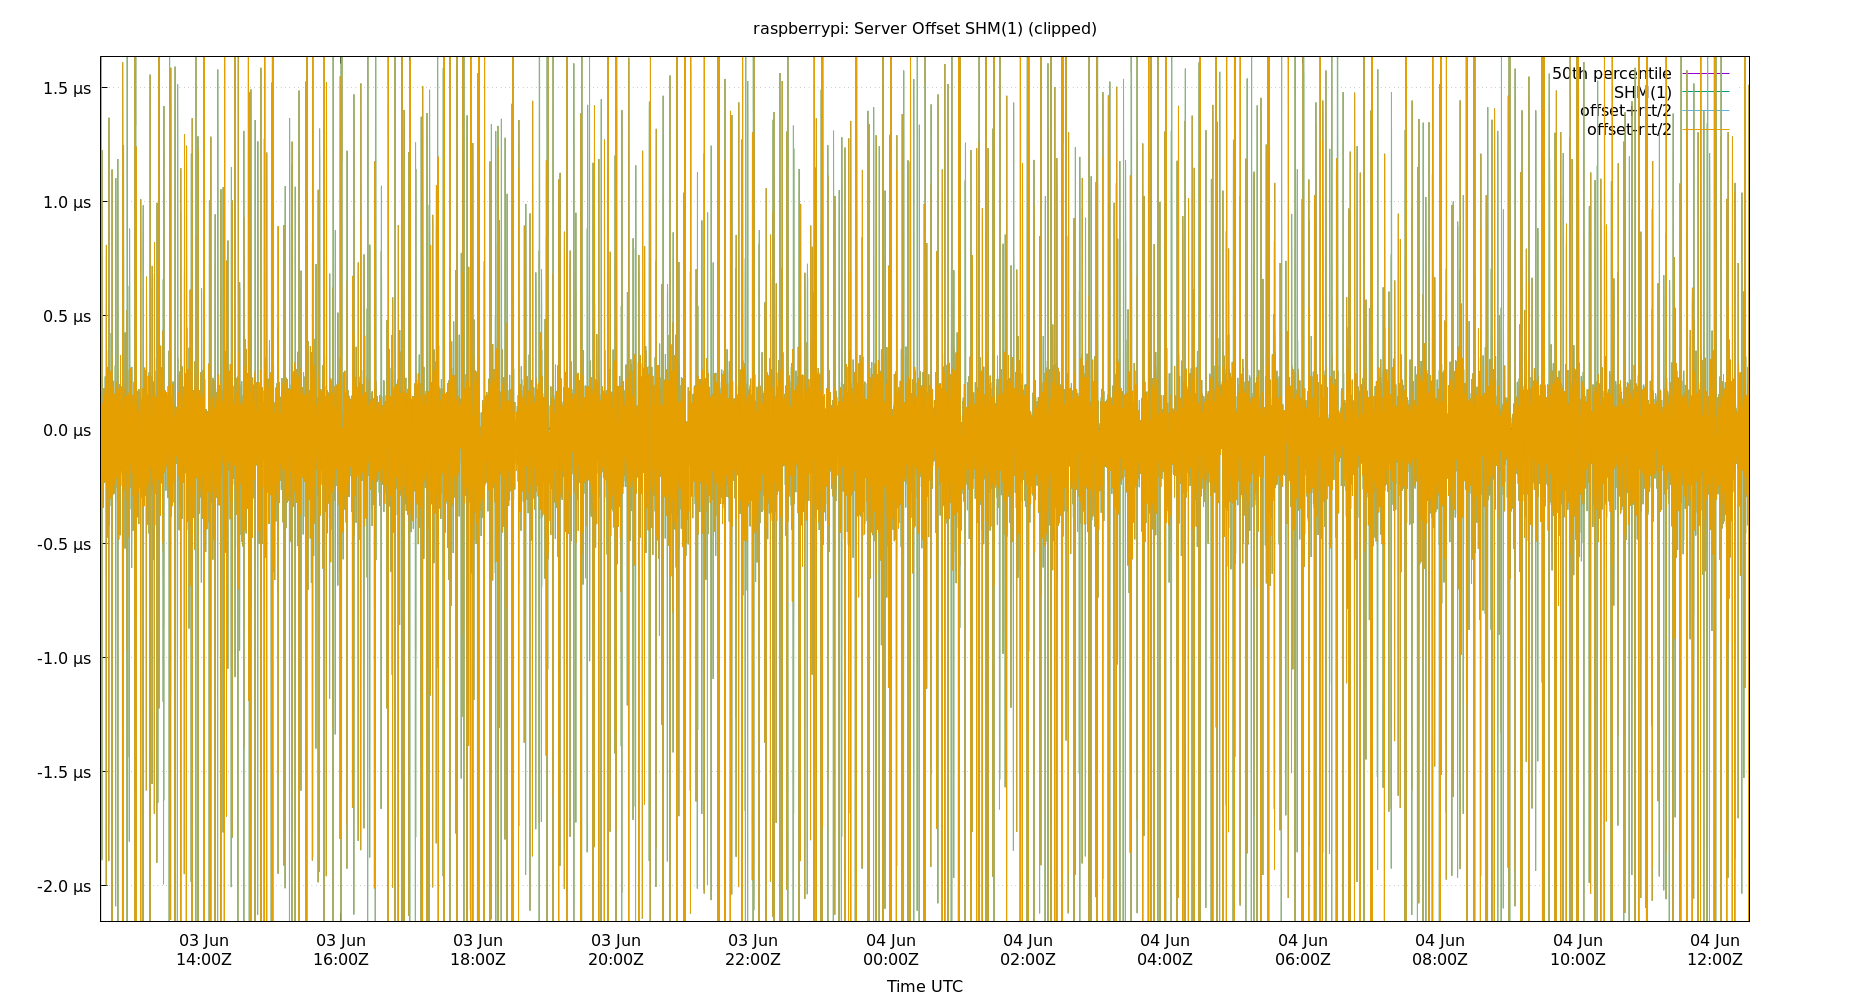 raspberrypi: Server Offset SHM(1) (clipped)
50th percentile
SHM(1)
offset+rtt/2
offset-rtt/2
1.5 µs
1.0 µs
0.5 µs
0.0 µs
-0.5 µs
-1.0 µs
-1.5 µs
-2.0 µs
03 Jun 03 Jun 03 Jun 03 Jun 03 Jun 04 Jun 04 Jun 04 Jun 04 Jun 04 Jun 04 Jun 04 Jun
14:00Z 16:00Z 18:00Z 20:00Z 22:00Z 00:00Z 02:00Z 04:00Z 06:00Z 08:00Z 10:00Z 12:00Z
Time UTC